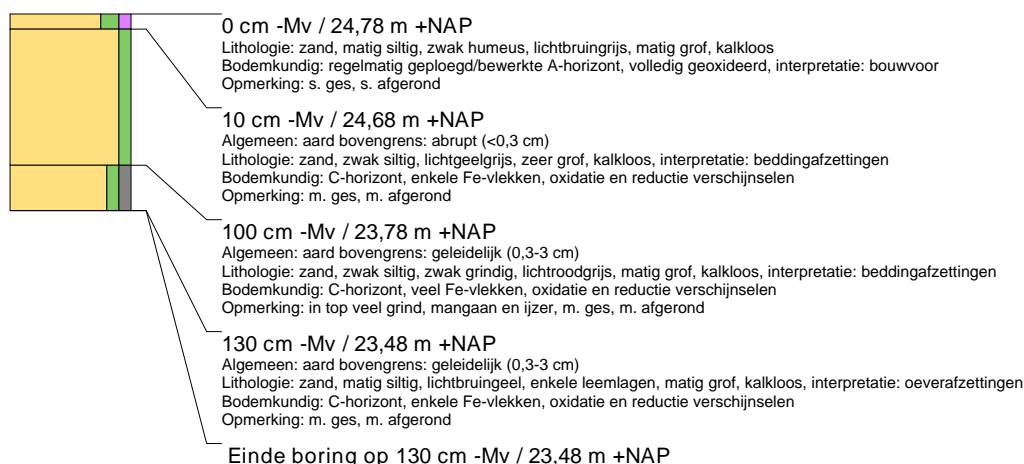 0 cm -Mv / 24,78 m +NAP
Lithologie: zand, matig siltig, zwak humeus, lichtbruingrijs, matig grof, kalkloos
Bodemkundig: regelmatig geploegd/bewerkte A-horizont, volledig geoxideerd, interpretatie: bouwvoor
Opmerking: s. ges, s. afgerond
10 cm -Mv / 24,68 m +NAP
Algemeen: aard bovengrens: abrupt (<0,3 cm)
Lithologie: zand, zwak siltig, lichtgeelgrijs, zeer grof, kalkloos, interpretatie: beddingafzettingen
Bodemkundig: C-horizont, enkele Fe-vlekken, oxidatie en reductie verschijnselen
Opmerking: m. ges, m. afgerond
100 cm -Mv / 23,78 m +NAP
Algemeen: aard bovengrens: geleidelijk (0,3-3 cm)
Lithologie: zand, zwak siltig, zwak grindig, lichtroodgrijs, matig grof, kalkloos, interpretatie: beddingafzettingen
Bodemkundig: C-horizont, veel Fe-vlekken, oxidatie en reductie verschijnselen
Opmerking: in top veel grind, mangaan en ijzer, m. ges, m. afgerond
130 cm -Mv / 23,48 m +NAP
Algemeen: aard bovengrens: geleidelijk (0,3-3 cm)
Lithologie: zand, matig siltig, lichtbruingeel, enkele leemlagen, matig grof, kalkloos, interpretatie: oeverafzettingen
Bodemkundig: C-horizont, enkele Fe-vlekken, oxidatie en reductie verschijnselen
Opmerking: m. ges, m. afgerond
Einde boring op 130 cm -Mv / 23,48 m +NAP